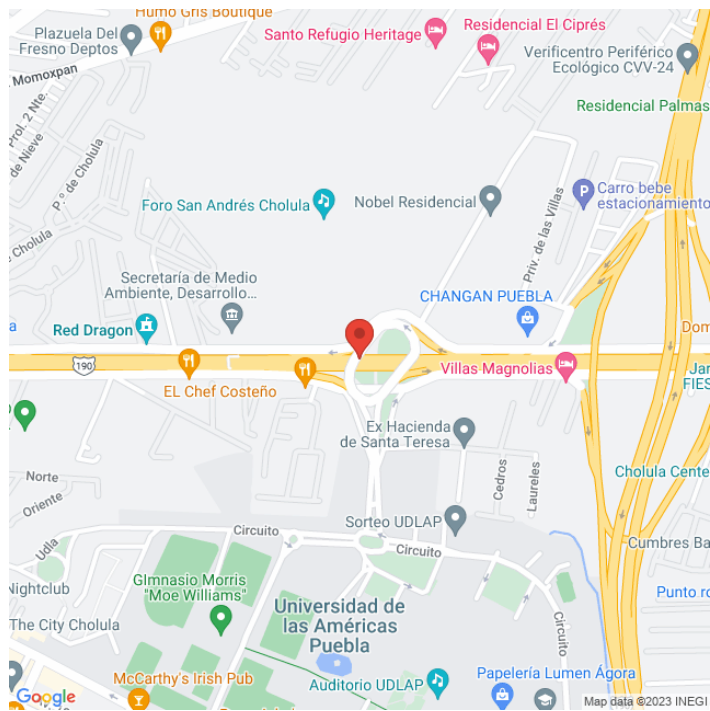 Humo Gris Boutique
Plazuela Del
Fresno Deptos
Momoxpan
Santo Refugio Heritage
Residencial El Ciprés
Verificentro Periférico
Ecológico CVV-24
Residencial Palmas
Prol. 2 Nte.
de Nieve
P.º de Cholula
e Cholula
Foro San Andrés Cholula
Nobel Residencial
Carro bebe
estacionamiento
Priv. de las Villas
Secretaría de Medio
Ambiente, Desarrollo...
CHANGAN PUEBLA
a
Red Dragon
Dom
190
EL Chef Costeño
Villas Magnolias
Jar
FIES
Ex Hacienda
de Santa Teresa
Norte
Oriente
Cedros
Laureles
Cholula Cente
Udla
Circuito
Sorteo UDLAP
Circuito
Cumbres Ba
Nightclub
GImnasio Morris
"Moe Williams"
The City Cholula
Universidad de
las Américas
Puebla
Circuito
Punto ro
McCarthy's Irish Pub
Auditorio UDLAP
Papelería Lumen Ágora
Google
Map data ©2023 INEGI